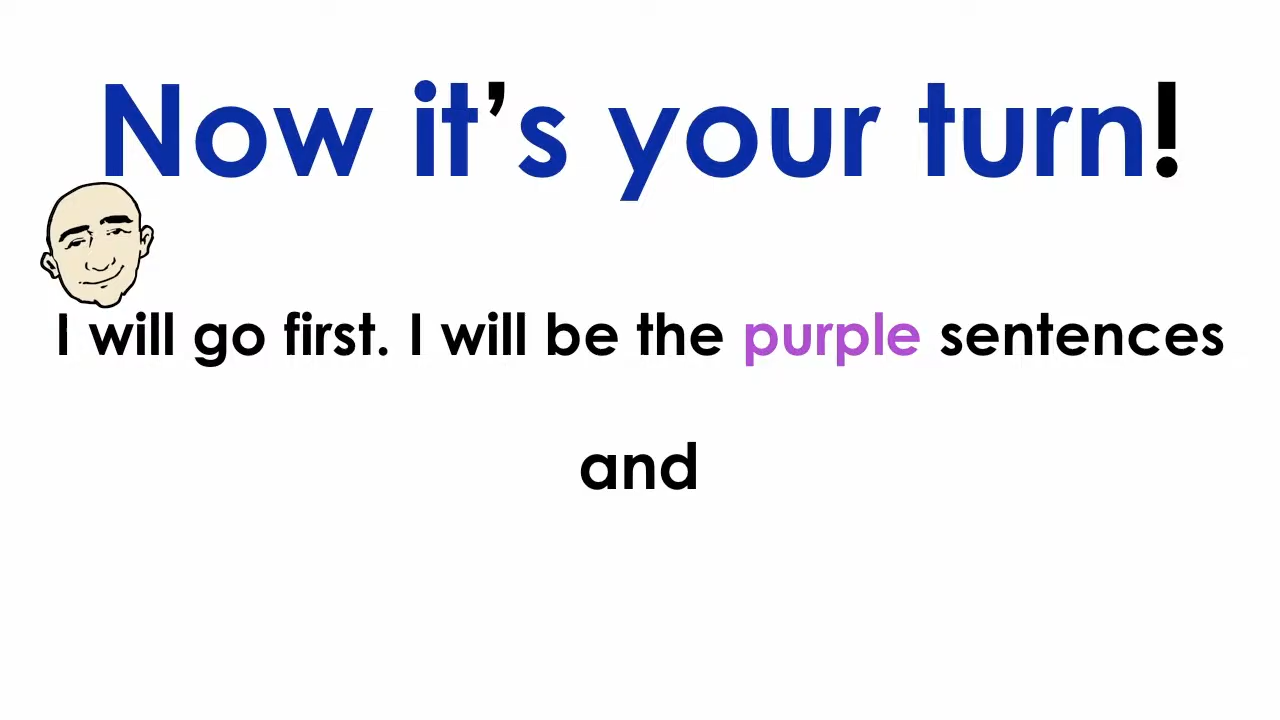 Now it’s your turn!
I will go first. I will be the purple sentences
and